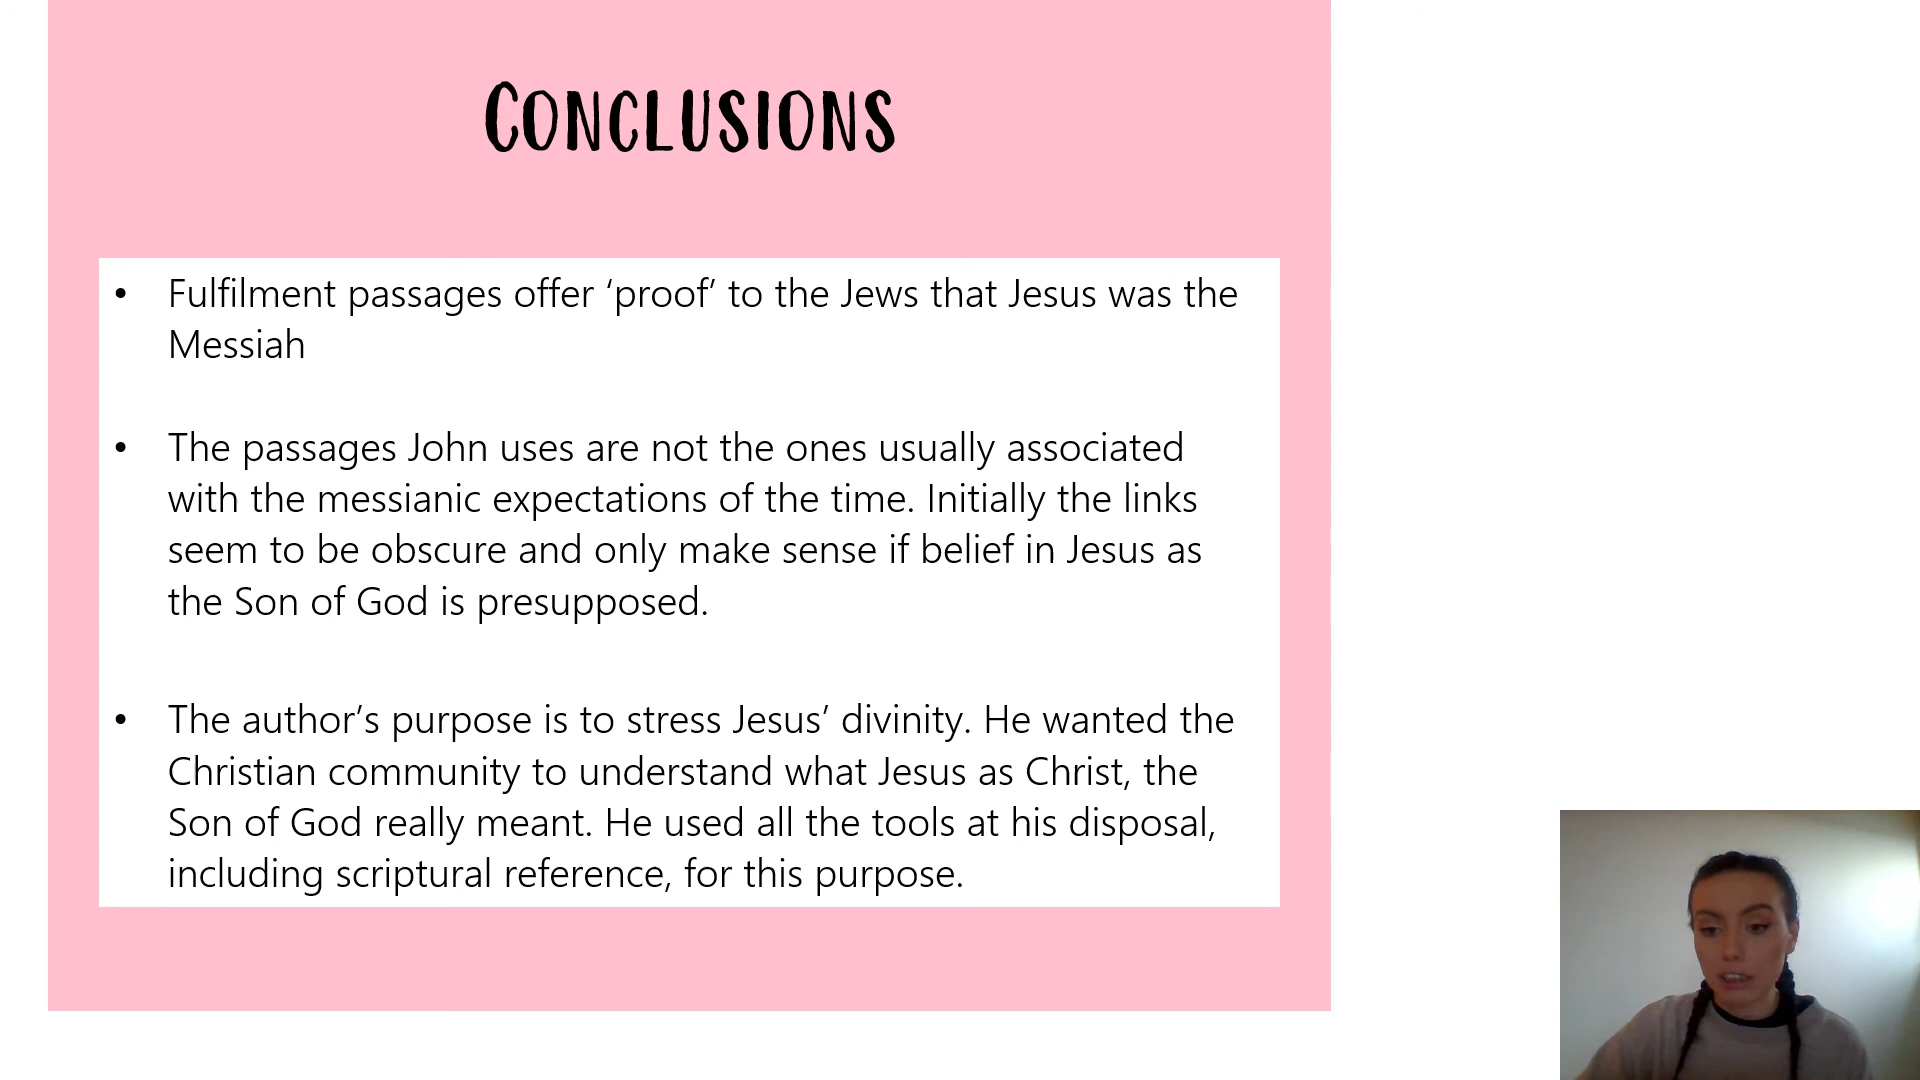 CONCLUSIONS
• Fulfilment passages offer ‘proof’ to the Jews that Jesus was the
Messiah
• The passages John uses are not the ones usually associated
with the messianic expectations of the time. Initially the links
seem to be obscure and only make sense if belief in Jesus as
the Son of God is presupposed.
• The author’s purpose is to stress Jesus’ divinity. He wanted the
Christian community to understand what Jesus as Christ, the
Son of God really meant. He used all the tools at his disposal,
including scriptural reference, for this purpose.